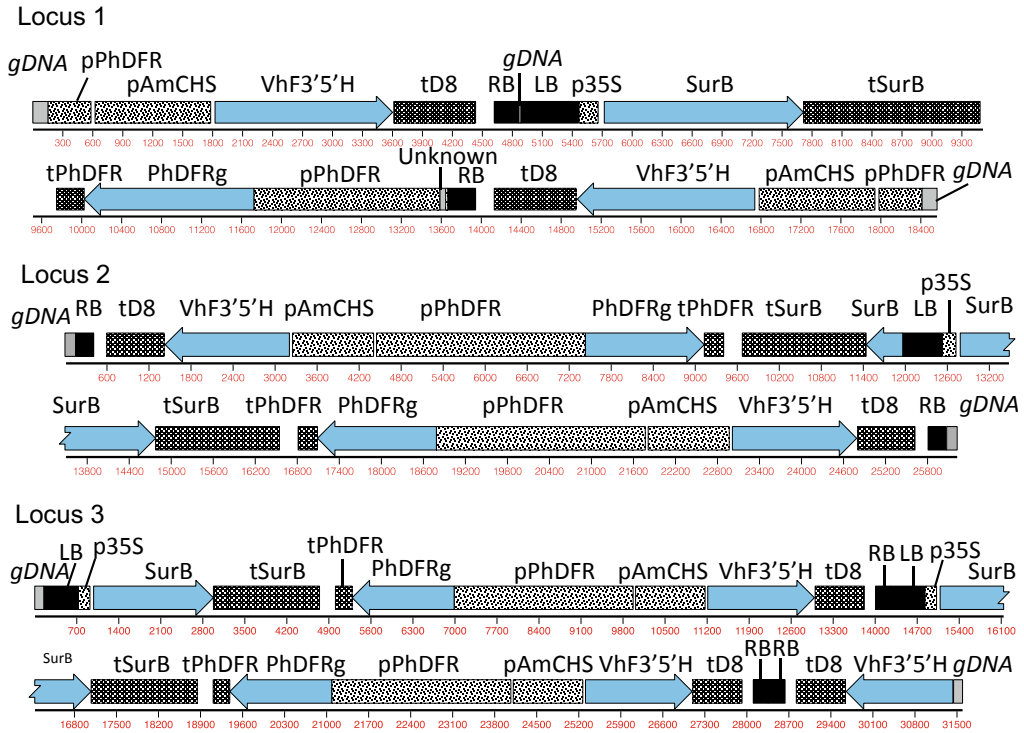 Locus 1
gDNA pPhDFR pAmCHS VhF3'5'H tD8 RB gDNA LB p35S SurB tSurB
300 600 900 1200 1500 1800 2100 2400 2700 3000 3300 3600 3900 4200 4500 4800 5100 5400 5700 6000 6300 6600 6900 7200 7500 7800 8100 8400 8700 9000 9300
tPhDFR PhDFRg pPhDFR Unknown RB tD8 VhF3'5'H pAmCHS pPhDFR gDNA
9600 10000 10400 10800 11200 11600 12000 12400 12800 13200 13600 14000 14400 14800 15200 15600 16000 16400 16800 17200 17600 18000 18400
Locus 2
gDNA RB tD8 VhF3'5'H pAmCHS pPhDFR PhDFRg tPhDFR tSurB SurB LB p35S SurB
600 1200 1800 2400 3000 3600 4200 4800 5400 6000 6600 7200 7800 8400 9000 9600 10200 10800 11400 12000 12600 13200
SurB tSurB tPhDFR PhDFRg pPhDFR pAmCHS VhF3'5'H tD8 RB gDNA
13800 14400 15000 15600 16200 16800 17400 18000 18600 19200 19800 20400 21000 21600 22200 22800 23400 24000 24600 25200 25800
Locus 3
gDNA LB p35S SurB tSurB tPhDFR PhDFRg pPhDFR pAmCHS VhF3'5'H tD8 RB LB p35S SurB
700 1400 2100 2800 3500 4200 4900 5600 6300 7000 7700 8400 9100 9800 10500 11200 11900 12600 13300 14000 14700 15400 16100
SurB tSurB tPhDFR PhDFRg pPhDFR pAmCHS VhF3'5'H tD8 RB RB tD8 VhF3'5'H gDNA
16800 17500 18200 18900 19600 20300 21000 21700 22400 23100 23800 24500 25200 25900 26600 27300 28000 28700 29400 30100 30800 31500